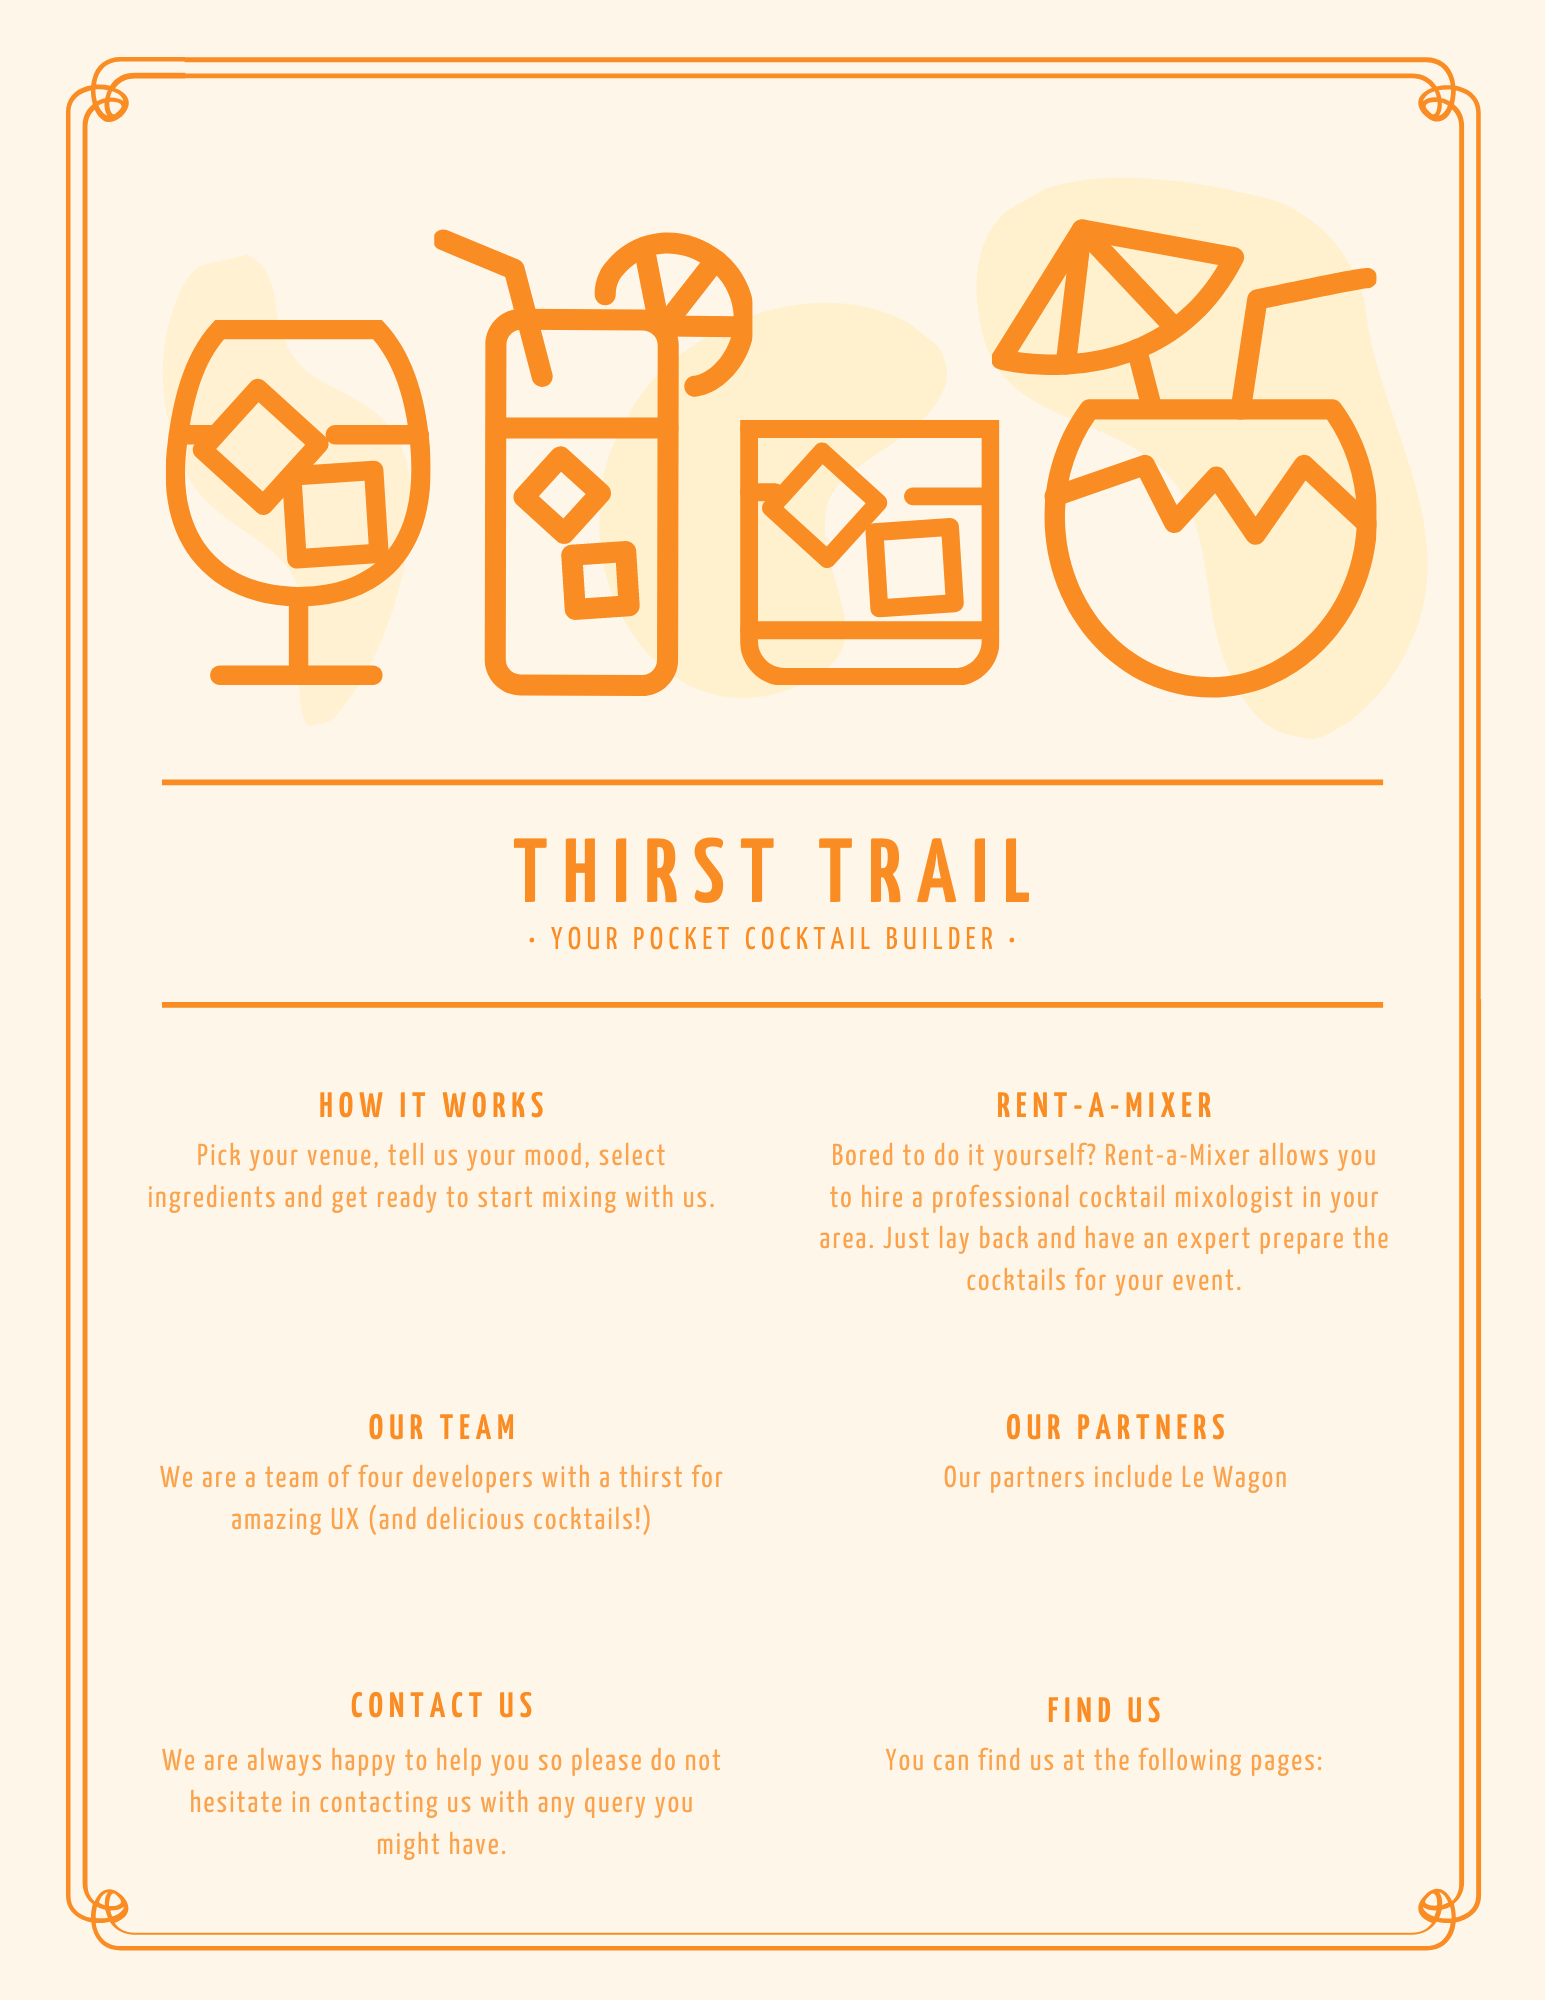 THIRST TRAIL
· YOUR POCKET COCKTAIL BUILDER ·
HOW IT WORKS
Pick your venue, tell us your mood, select
ingredients and get ready to start mixing with us.
RENT-A-MIXER
Bored to do it yourself? Rent-a-Mixer allows you
to hire a professional cocktail mixologist in your
area. Just lay back and have an expert prepare the
cocktails for your event.
OUR TEAM
We are a team of four developers with a thirst for
amazing UX (and delicious cocktails!)
OUR PARTNERS
Our partners include Le Wagon
CONTACT US
We are always happy to help you so please do not
hesitate in contacting us with any query you
might have.
FIND US
You can find us at the following pages: